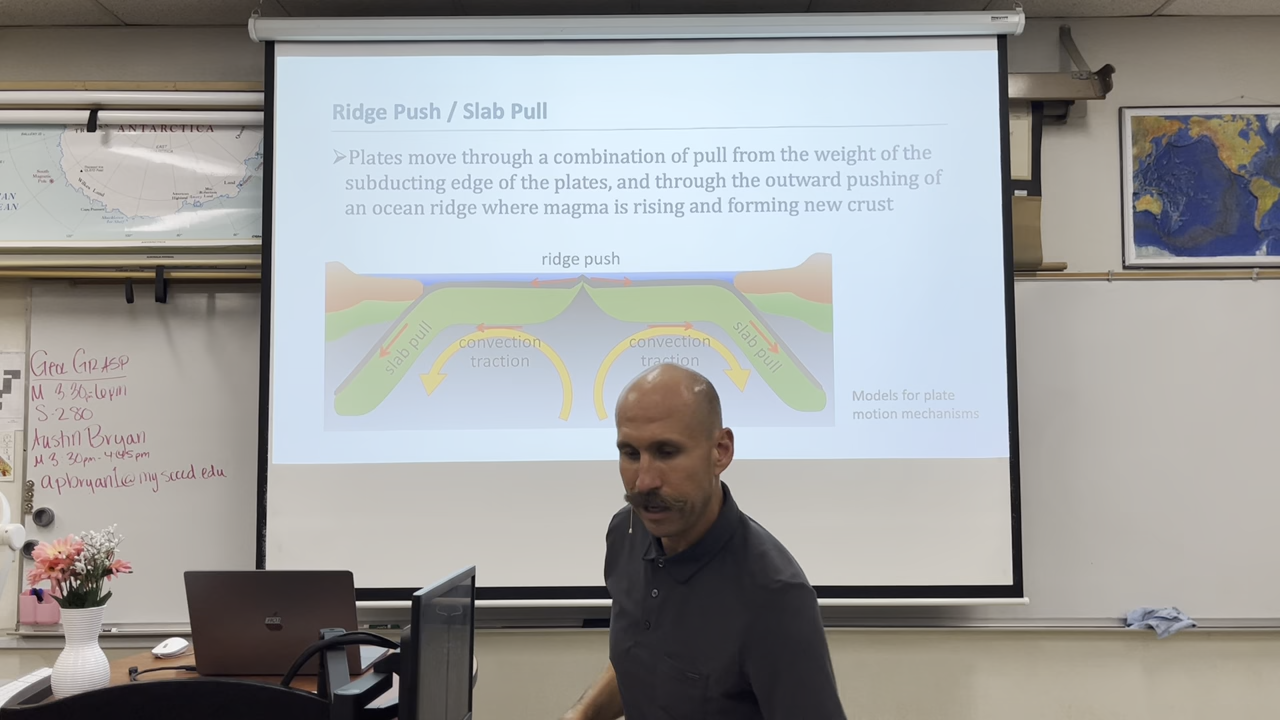 ANTARCTICA
Ridge Push / Slab Pull
➢Plates move through a combination of pull from the weight of the
subducting edge of the plates, and through the outward pushing of
an ocean ridge where magma is rising and forming new crust
ridge push
slab pull
convection
traction
convection
traction
slab pull
Models for plate
motion mechanisms
Geol GRASP
M 3:30-6pm
S-280
Austin Bryan
M 3:30pm-4:45pm
apbryan1@my.scccd.edu